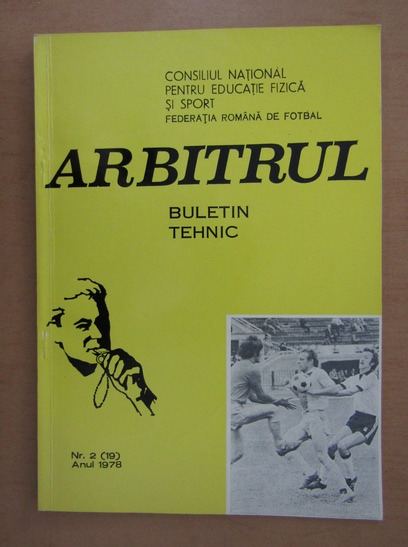 CONSILIUL NAȚIONAL
PENTRU EDUCAȚIE FIZICĂ
ȘI SPORT
FEDERAȚIA ROMÂNĂ DE FOTBAL
ARBITRUL
BULETIN
TEHNIC
Nr. 2 (19)
Anul 1978